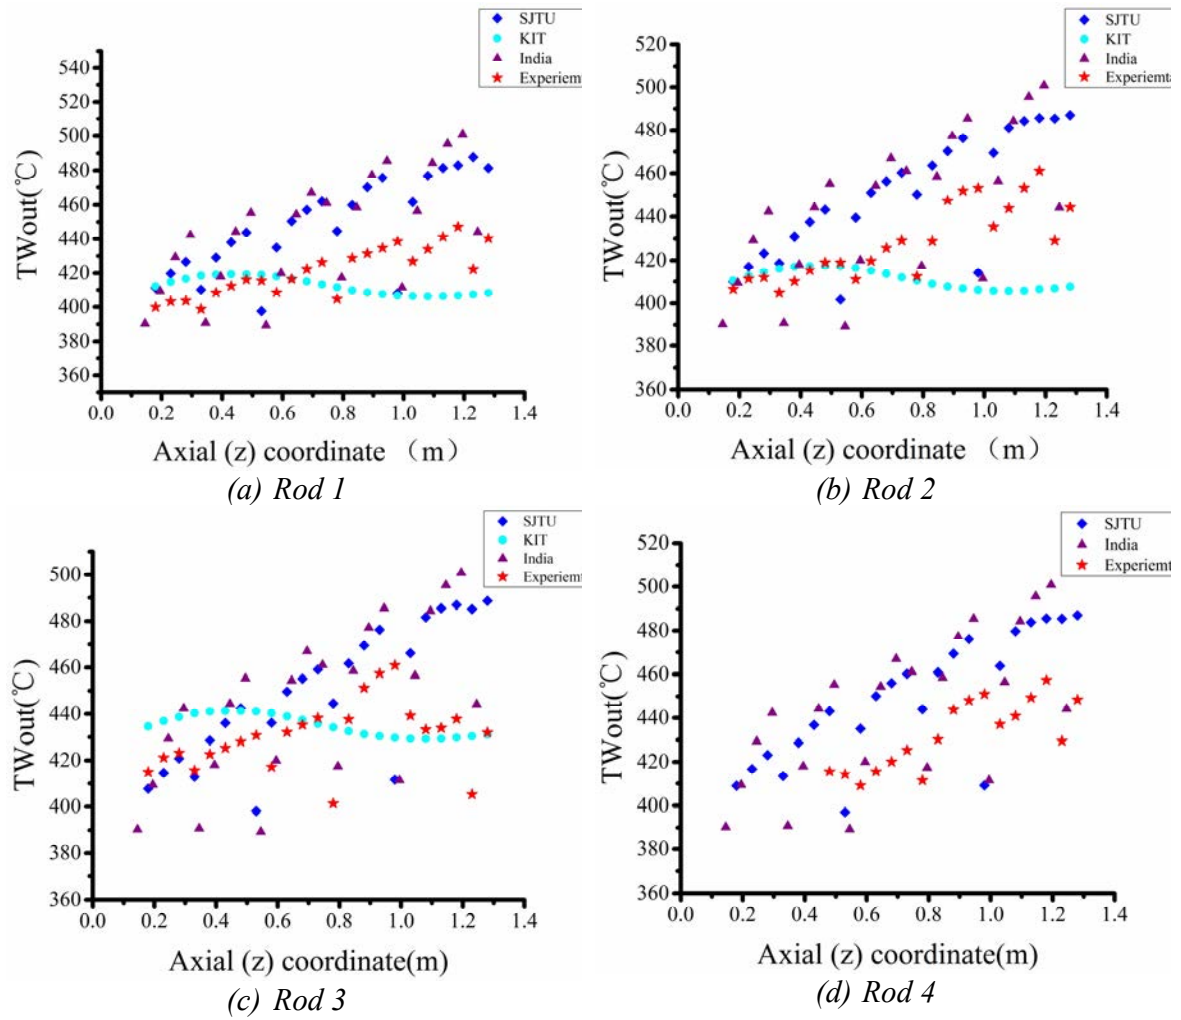 SJTU
KIT
India
Experiemt
540
520
500
480
460
440
420
400
380
360
TWout(℃)
0.0 0.2 0.4 0.6 0.8 1.0 1.2 1.4
Axial (z) coordinate （m）
(a) Rod 1
SJTU
KIT
India
Experiemta
520
500
480
460
440
420
400
380
360
TWout(℃)
0.0 0.2 0.4 0.6 0.8 1.0 1.2 1.4
Axial (z) coordinate （m）
(b) Rod 2
SJTU
KIT
India
Experiemt
500
480
460
440
420
400
380
360
TWout(℃)
0.0 0.2 0.4 0.6 0.8 1.0 1.2 1.4
Axial (z) coordinate(m)
(c) Rod 3
SJTU
India
Experiemt
520
500
480
460
440
420
400
380
360
TWout(℃)
0.0 0.2 0.4 0.6 0.8 1.0 1.2 1.4
Axial (z) coordinate(m)
(d) Rod 4